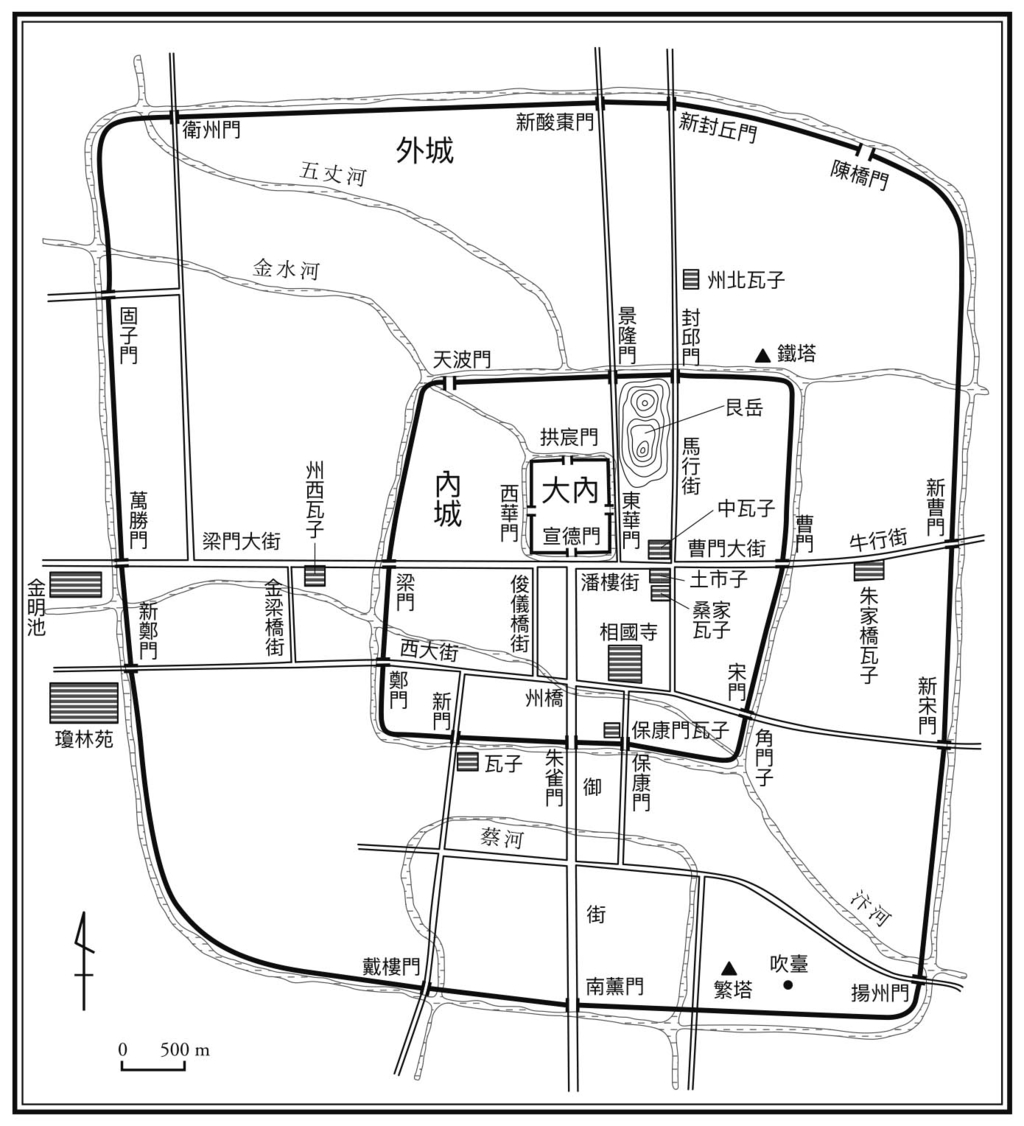 衛州門
新酸棗門
新封丘門
外城
陳橋門
五丈河
金水河
州北瓦子
固子門
景隆門
封邱門
天波門
鐵塔
艮岳
拱宸門
馬行街
州西瓦子
內城
西華門
大內
東華門
中瓦子
新曹門
萬勝門
梁門大街
宣德門
曹門大街
曹門
牛行街
金明池
新鄭門
金梁橋街
梁門
俊儀橋街
潘樓街
土市子
桑家
瓦子
朱家橋瓦子
相國寺
西大街
鄭門
新門
州橋
宋門
新宋門
瓊林苑
保康門瓦子
角門子
瓦子
朱雀門
御
保康門
蔡河
汴河
街
戴樓門
南薰門
繁塔
吹臺
揚州門
0 500 m